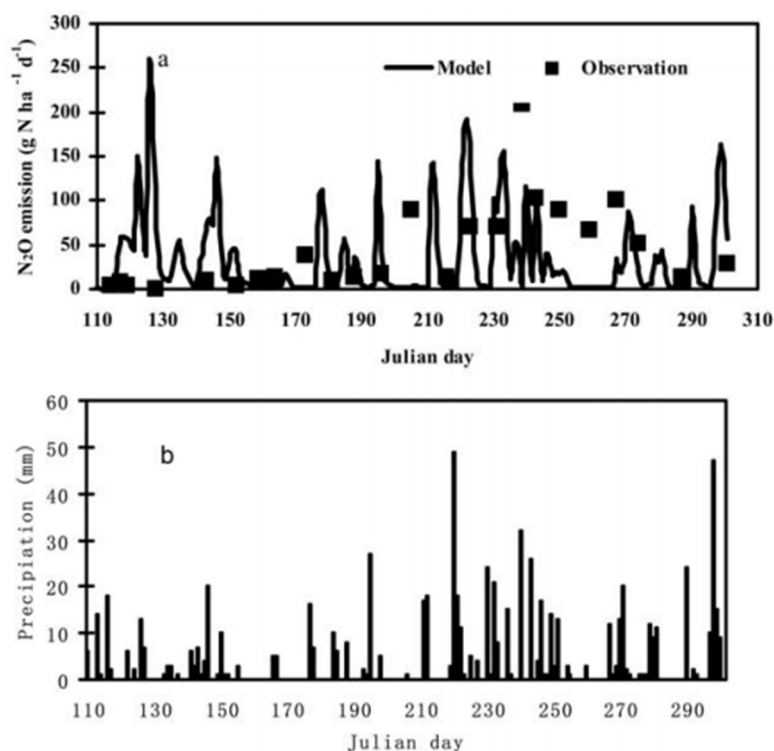 300
250
200
150
100
50
0
N₂O emission (g N ha ⁻¹ d⁻¹)
a
Model
Observation
110 130 150 170 190 210 230 250 270 290 310
Julian day
60
50
40
30
20
10
0
Precipiation (mm)
b
110 130 150 170 190 210 230 250 270 290
Julian day